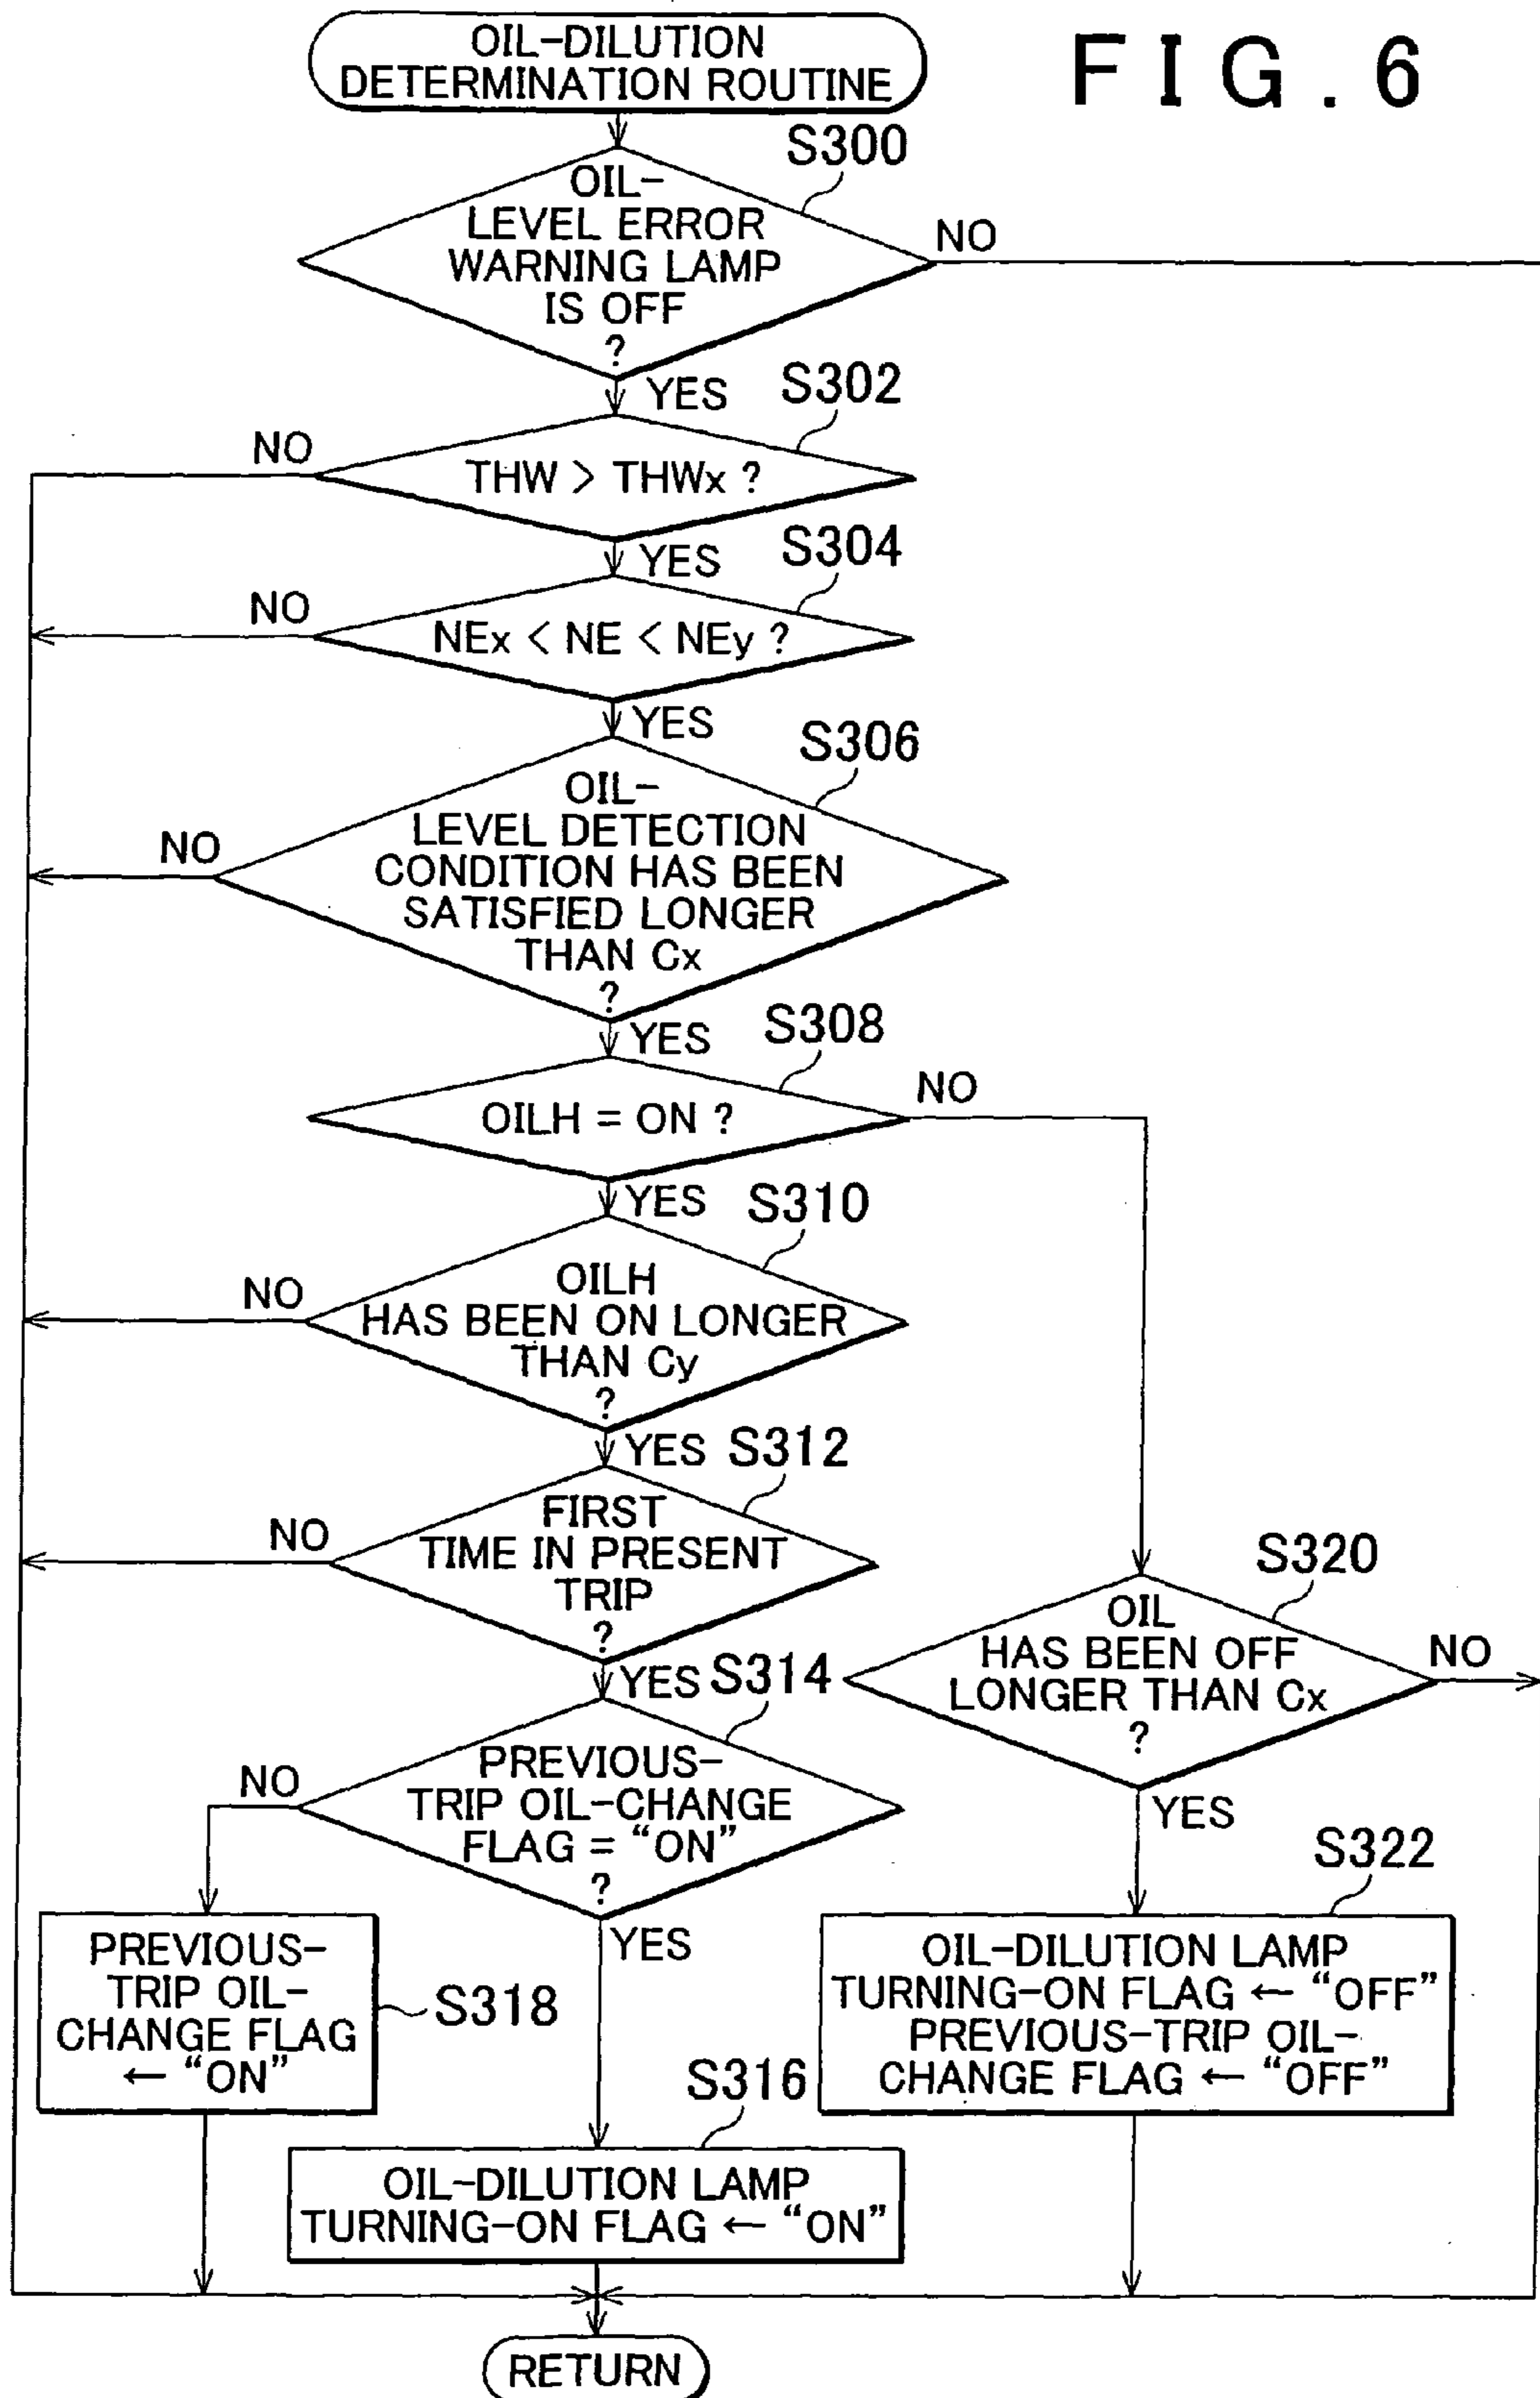 OIL-DILUTION
DETERMINATION ROUTINE
FIG. 6
S300
OIL-
LEVEL ERROR
WARNING LAMP
IS OFF
?
NO
YES
S302
NO
THW > THWx ?
YES
S304
NO
NEx < NE < NEy ?
YES
S306
OIL-
LEVEL DETECTION
CONDITION HAS BEEN
SATISFIED LONGER
THAN Cx
?
NO
YES
S308
OILH = ON ?
NO
YES
S310
OILH
HAS BEEN ON LONGER
THAN Cy
?
NO
YES
S312
FIRST
TIME IN PRESENT
TRIP
?
NO
YES
S314
PREVIOUS-
TRIP OIL-CHANGE
FLAG = “ON”
?
NO
YES
S320
OIL
HAS BEEN OFF
LONGER THAN Cx
?
NO
YES
S322
OIL-DILUTION LAMP
TURNING-ON FLAG ← “OFF”
PREVIOUS-TRIP OIL-
CHANGE FLAG ← “OFF”
PREVIOUS-
TRIP OIL-
CHANGE FLAG
← “ON”
S318
S316
OIL-DILUTION LAMP
TURNING-ON FLAG ← “ON”
RETURN